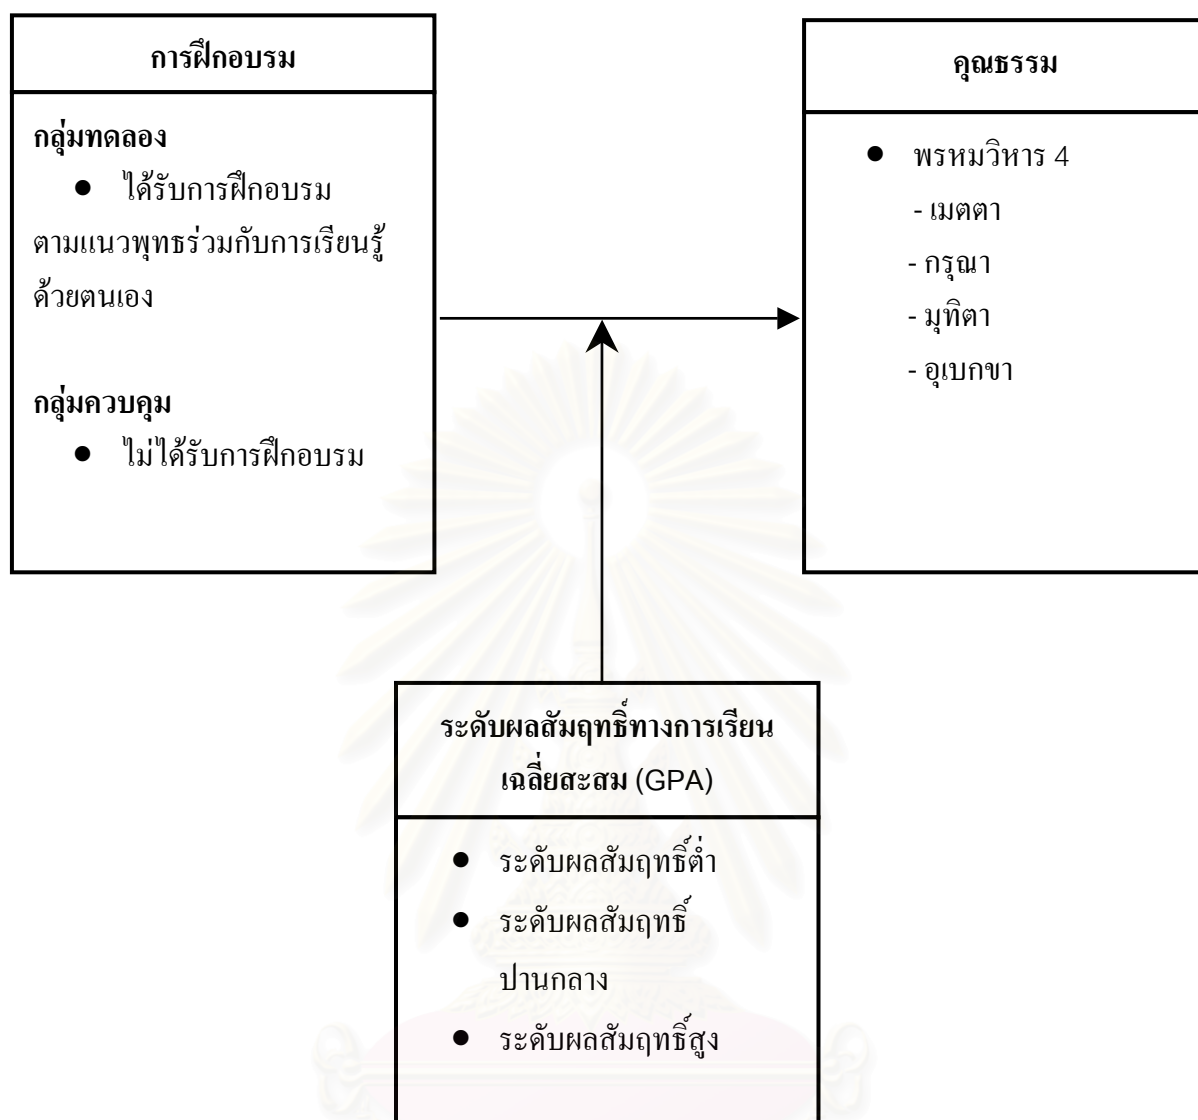 การฝึกอบรม
กลุ่มทดลอง
● ได้รับการฝึกอบรม
ตามแนวพุทธร่วมกับการเรียนรู้
ด้วยตนเอง
กลุ่มควบคุม
● ไม่ได้รับการฝึกอบรม
คุณธรรม
● พรหมวิหาร 4
- เมตตา
- กรุณา
- มุทิตา
- อุเบกขา
ระดับผลสัมฤทธิ์ทางการเรียน
เฉลี่ยสะสม (GPA)
● ระดับผลสัมฤทธิ์ต่ำ
● ระดับผลสัมฤทธิ์
ปานกลาง
● ระดับผลสัมฤทธิ์สูง